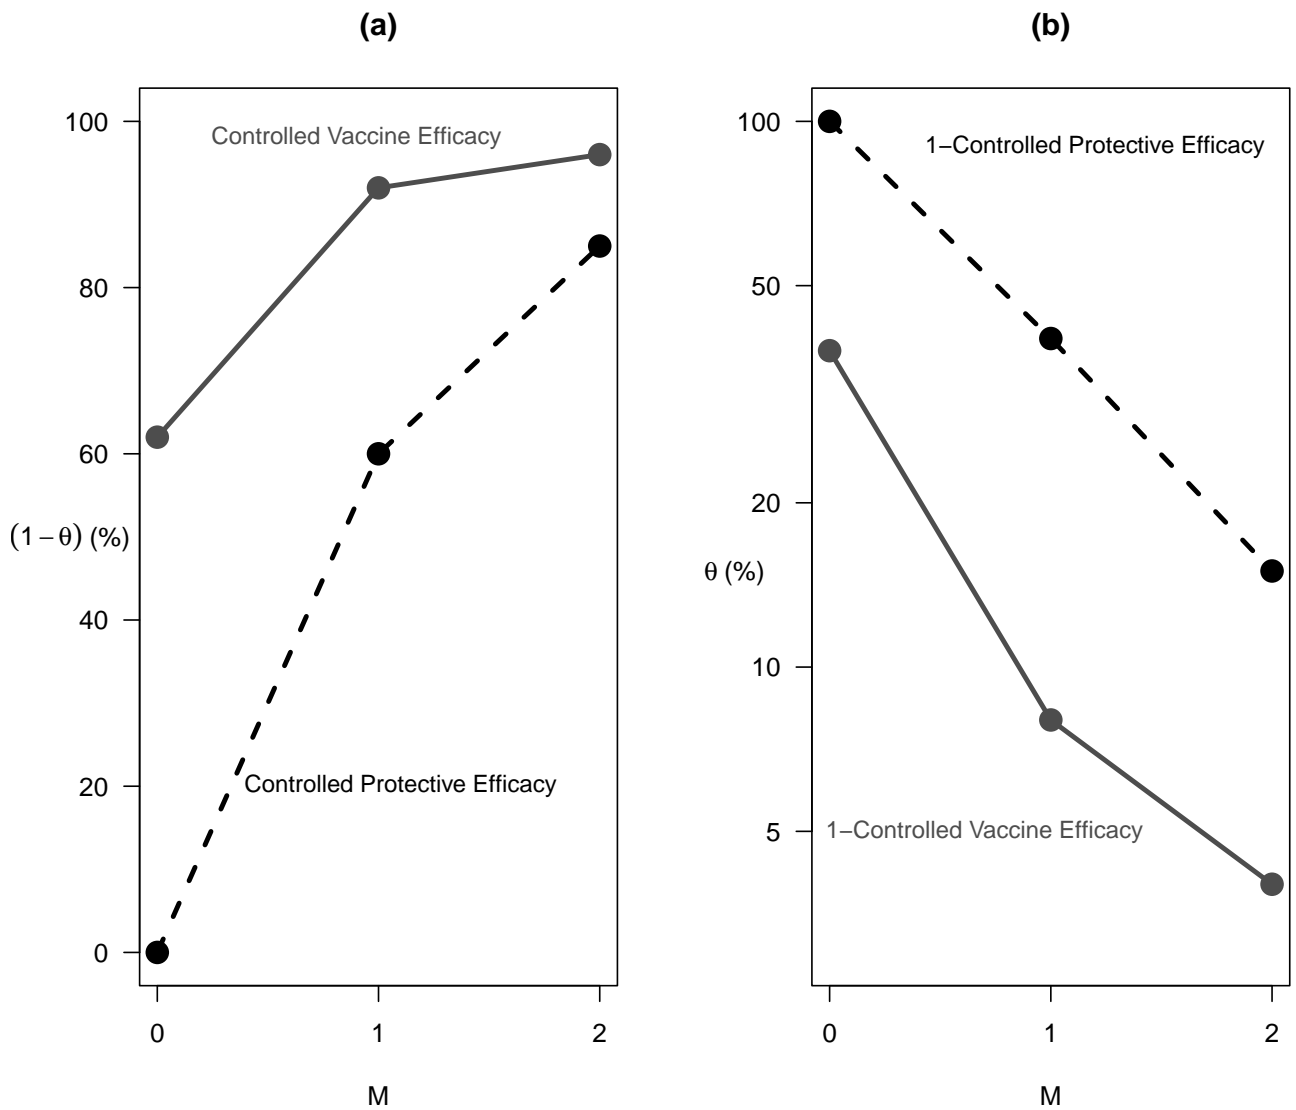 (a)
100
80
60
40
20
0
(1−θ) (%)
Controlled Vaccine Efficacy
Controlled Protective Efficacy
0 1 2
M
(b)
100
50
20
10
5
θ (%)
1−Controlled Protective Efficacy
1−Controlled Vaccine Efficacy
0 1 2
M